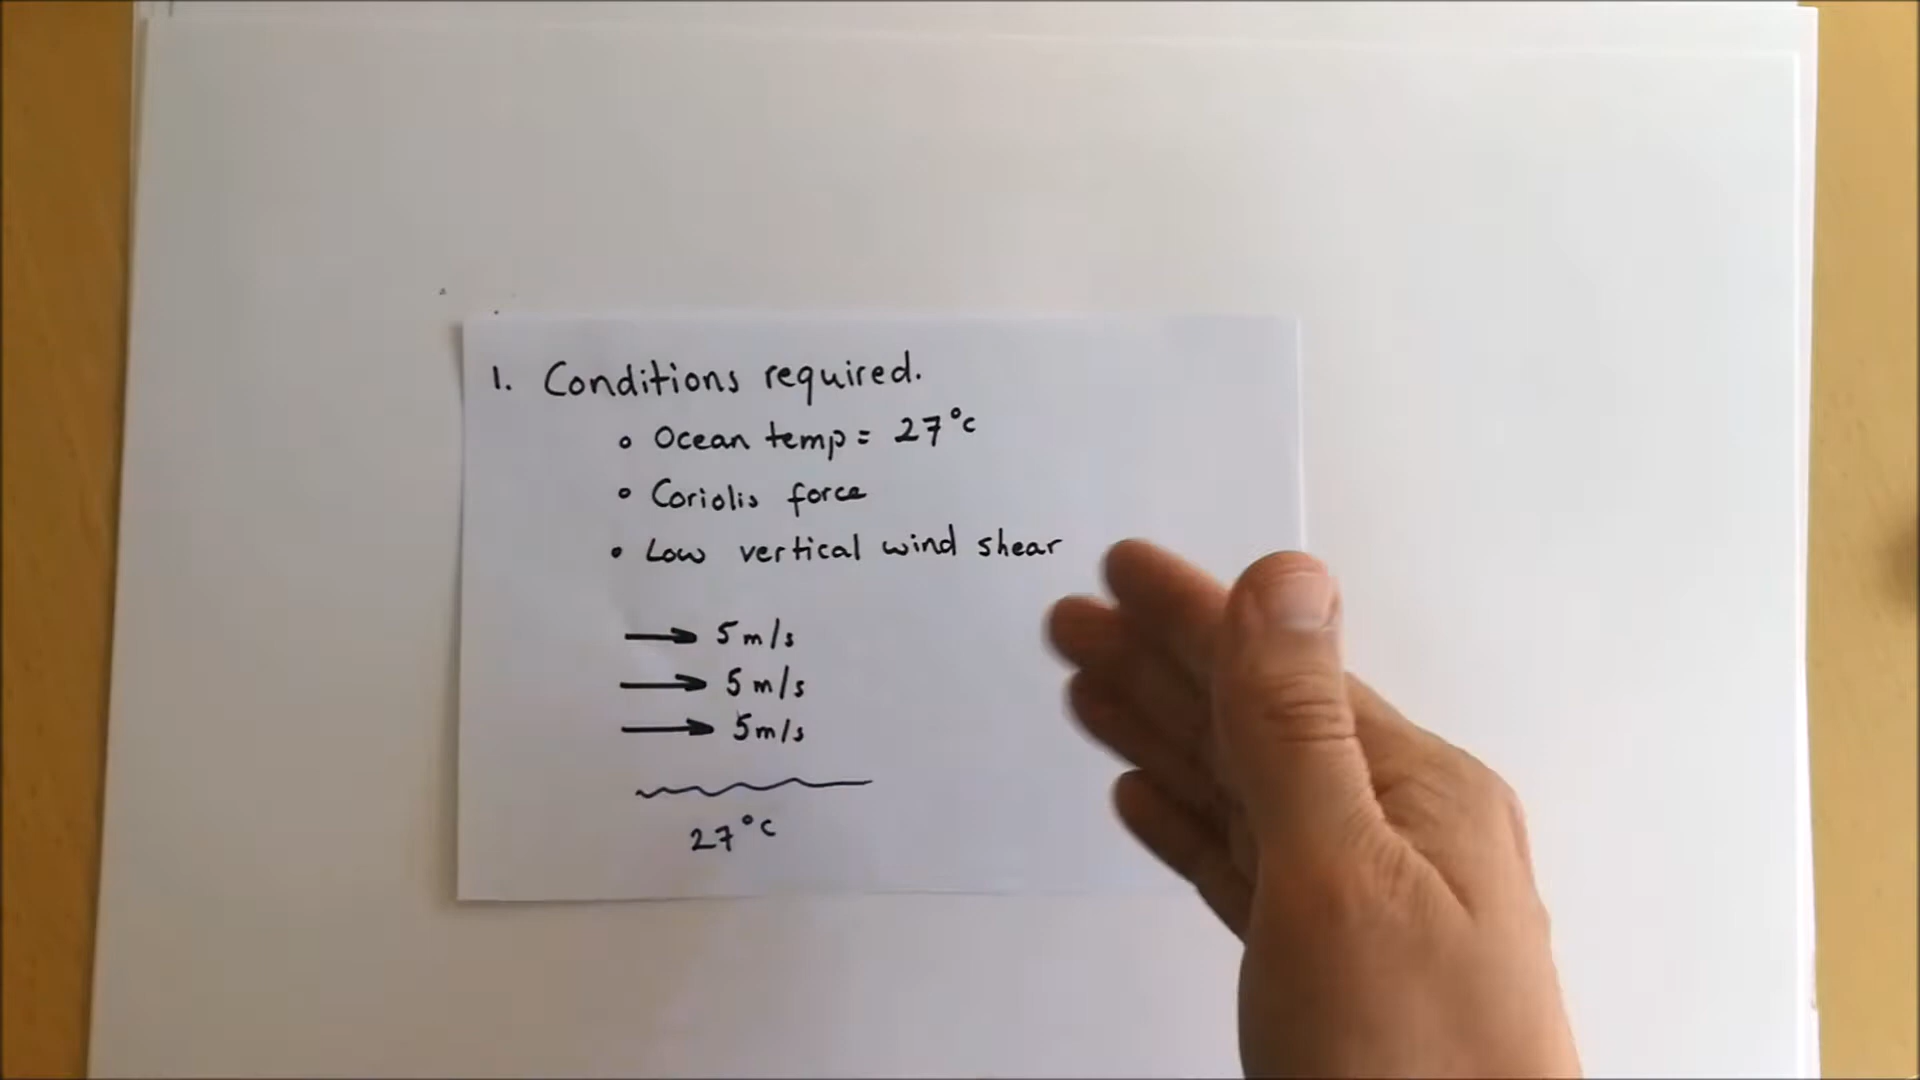 1. Conditions required.
• Ocean temp = 27°c
• Coriolis force
• Low vertical wind shear
5 m/s
5 m/s
5m/s
27°c